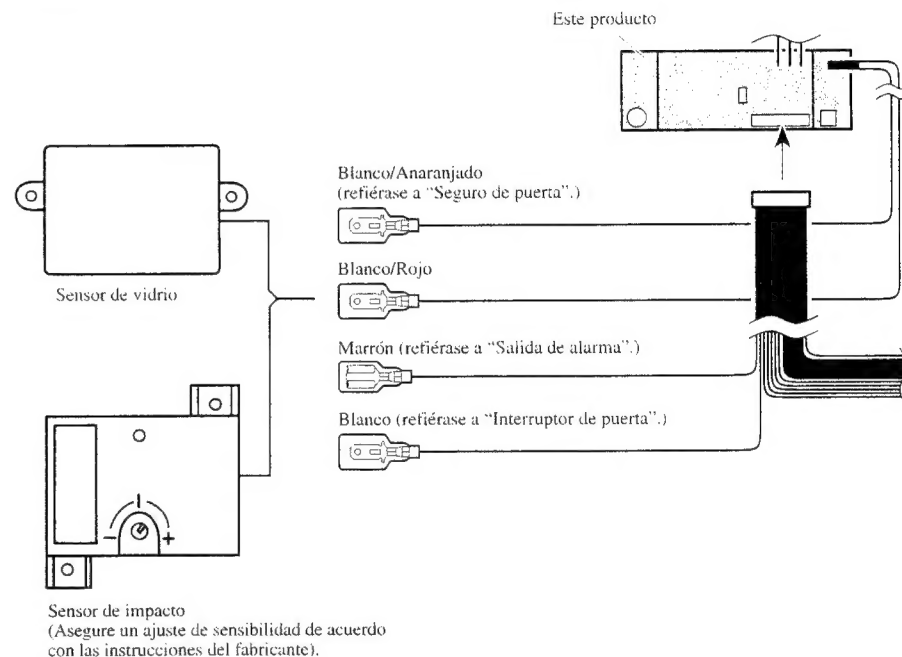 Este producto
Blanco/Anaranjado
(refiérase a “Seguro de puerta”.)
Blanco/Rojo
Sensor de vidrio
Marrón (refiérase a “Salida de alarma”.)
Blanco (refiérase a “Interruptor de puerta”.)
Sensor de impacto
(Asegure un ajuste de sensibilidad de acuerdo
con las instrucciones del fabricante).